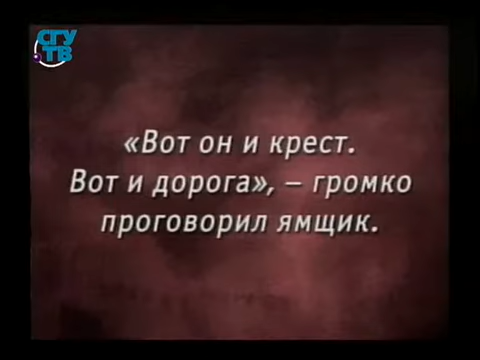 СГУ
ТВ
«Вот он и крест.
Вот и дорога», – громко
проговорил ямщик.